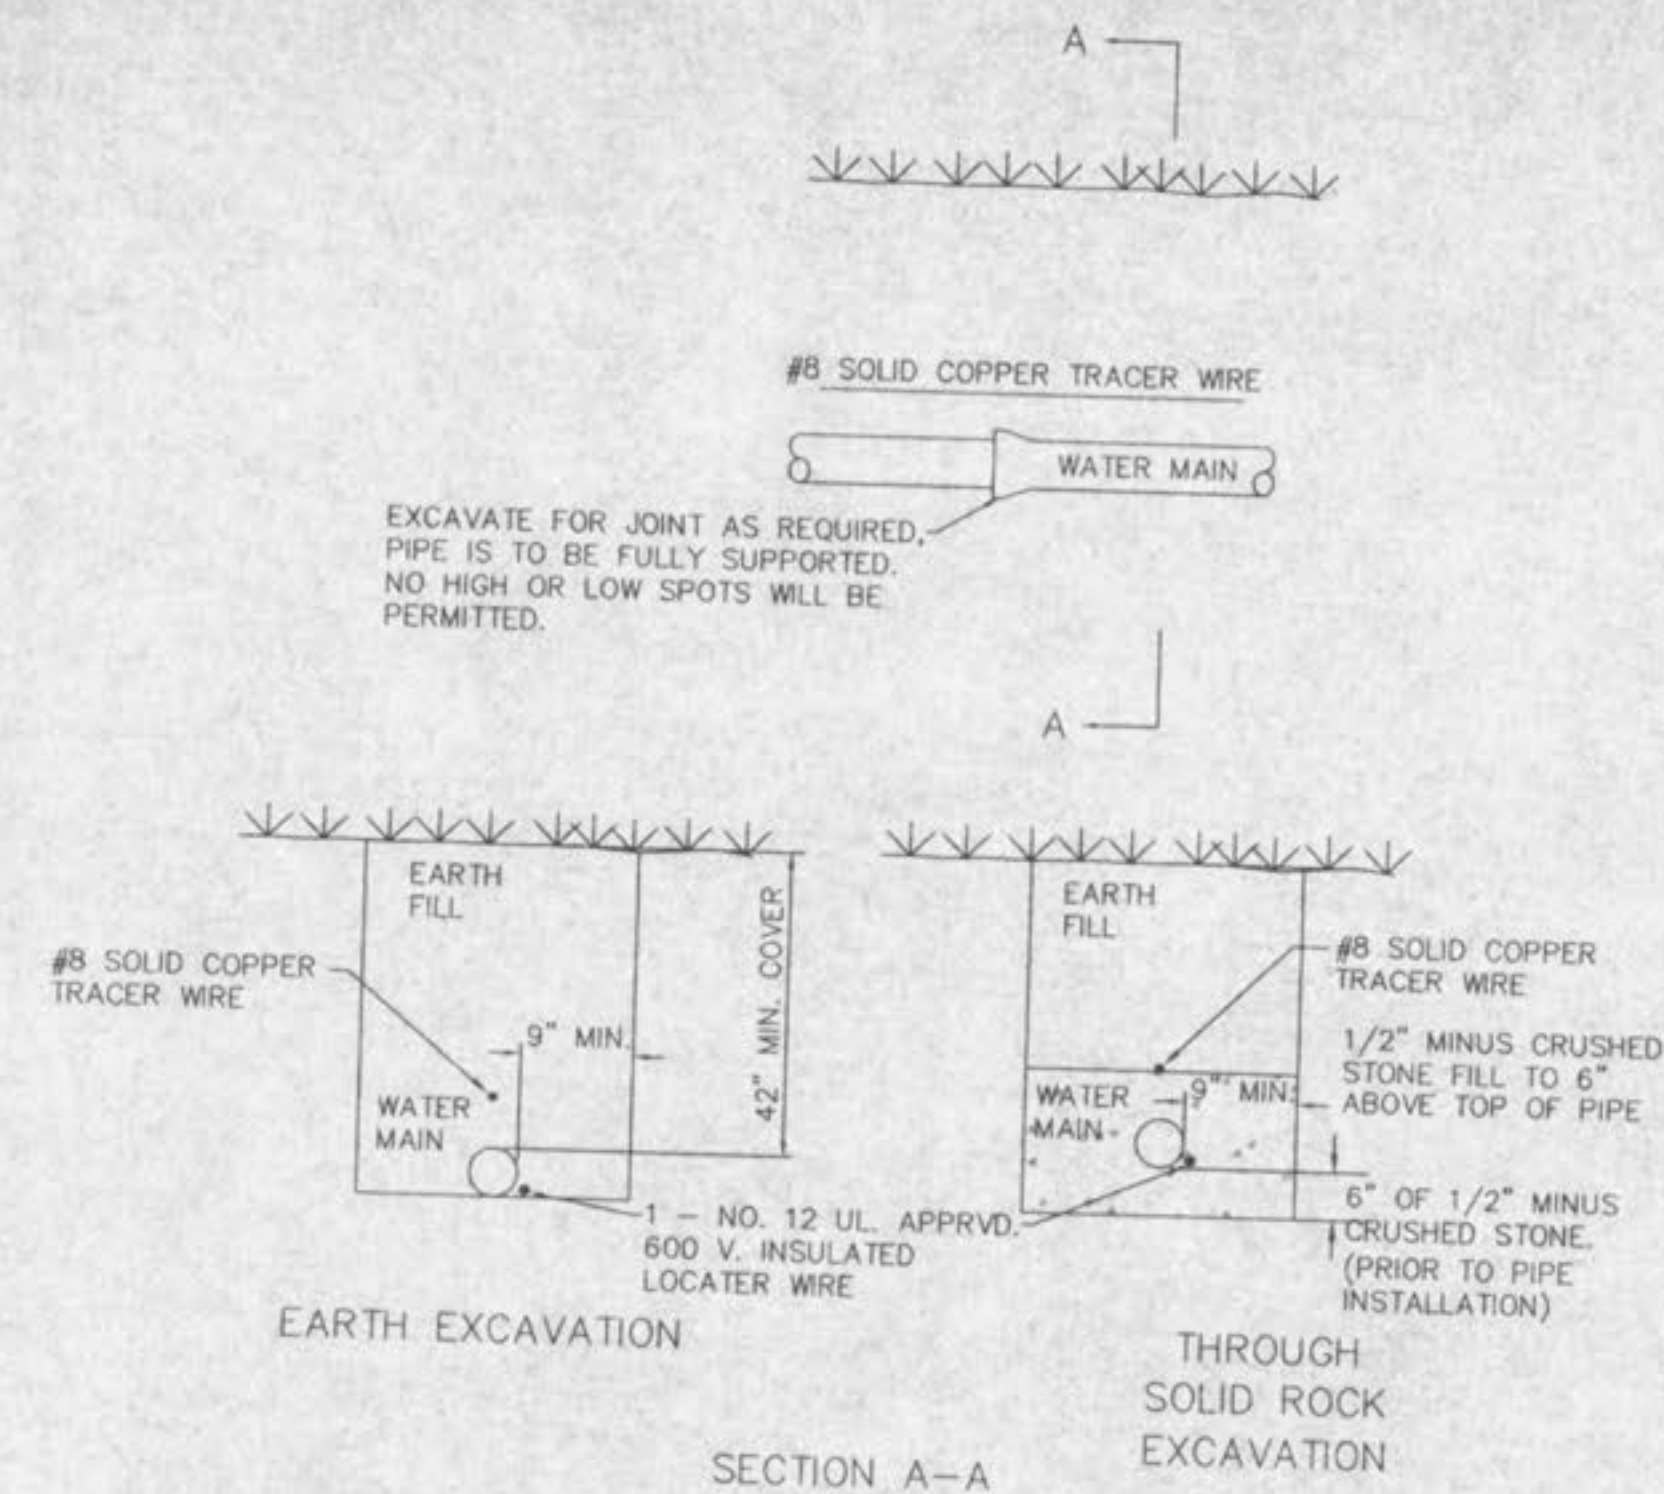 A
#8 SOLID COPPER TRACER WIRE
WATER MAIN
EXCAVATE FOR JOINT AS REQUIRED,
PIPE IS TO BE FULLY SUPPORTED.
NO HIGH OR LOW SPOTS WILL BE
PERMITTED.
A
EARTH
FILL
#8 SOLID COPPER
TRACER WIRE
9" MIN.
42" MIN. COVER
WATER
MAIN
1 - NO. 12 UL. APPRVD.
600 V. INSULATED
LOCATER WIRE
EARTH EXCAVATION
EARTH
FILL
#8 SOLID COPPER
TRACER WIRE
1/2" MINUS CRUSHED
STONE FILL TO 6"
ABOVE TOP OF PIPE
WATER
MAIN
9" MIN.
6" OF 1/2" MINUS
CRUSHED STONE.
(PRIOR TO PIPE
INSTALLATION)
THROUGH
SOLID ROCK
EXCAVATION
SECTION A-A